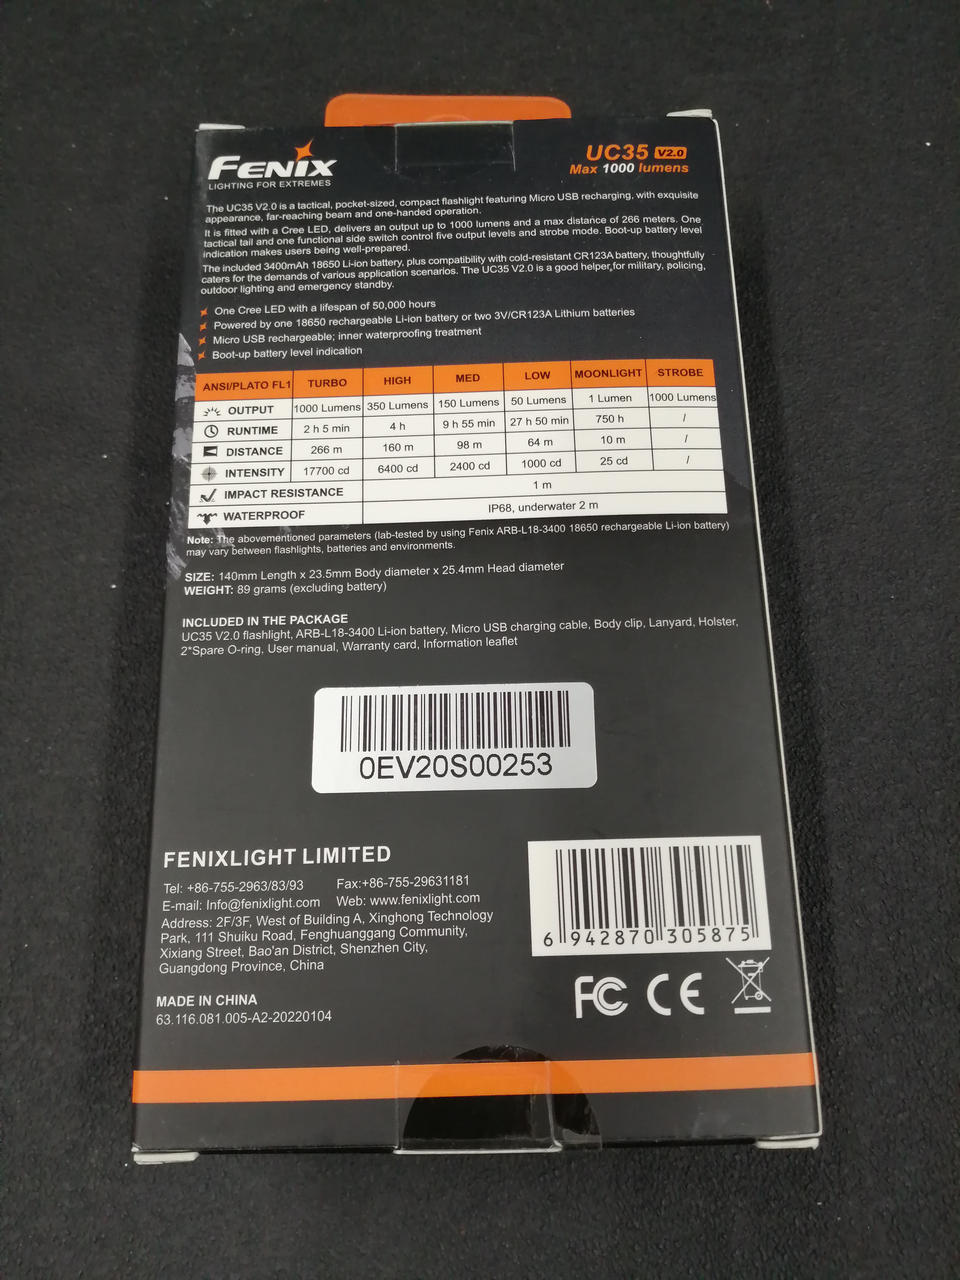 FENIX
LIGHTING FOR EXTREMES
UC35 V2.0
Max 1000 lumens
The UC35 V2.0 is a tactical, pocket-sized, compact flashlight featuring Micro USB recharging, with exquisite
appearance, far-reaching beam and one-handed operation.
It is fitted with a Cree LED, delivers an output up to 1000 lumens and a max distance of 266 meters. One
tactical tail and one functional side switch control five output levels and strobe mode. Boot-up battery level
indication makes users being well-prepared.
The included 3400mAh 18650 Li-ion battery, plus compatibility with cold-resistant CR123A battery, thoughtfully
caters for the demands of various application scenarios. The UC35 V2.0 is a good helper for military, policing,
outdoor lighting and emergency standby.
One Cree LED with a lifespan of 50,000 hours
Powered by one 18650 rechargeable Li-ion battery or two 3V/CR123A Lithium batteries
Micro USB rechargeable; inner waterproofing treatment
Boot-up battery level indication
ANSI/PLATO FL1 TURBO HIGH MED LOW MOONLIGHT STROBE
OUTPUT 1000 Lumens 350 Lumens 150 Lumens 50 Lumens 1 Lumen 1000 Lumens
RUNTIME 2 h 5 min 4 h 9 h 55 min 27 h 50 min 750 h /
DISTANCE 266 m 160 m 98 m 64 m 10 m /
INTENSITY 17700 cd 6400 cd 2400 cd 1000 cd 25 cd /
IMPACT RESISTANCE 1 m
WATERPROOF IP68, underwater 2 m
Note: The abovementioned parameters (lab-tested by using Fenix ARB-L18-3400 18650 rechargeable Li-ion battery)
may vary between flashlights, batteries and environments.
SIZE: 140mm Length x 23.5mm Body diameter x 25.4mm Head diameter
WEIGHT: 89 grams (excluding battery)
INCLUDED IN THE PACKAGE
UC35 V2.0 flashlight, ARB-L18-3400 Li-ion battery, Micro USB charging cable, Body clip, Lanyard, Holster,
2*Spare O-ring, User manual, Warranty card, Information leaflet
0EV20S00253
FENIXLIGHT LIMITED
Tel: +86-755-2963/83/93 Fax:+86-755-29631181
E-mail: Info@fenixlight.com Web: www.fenixlight.com
Address: 2F/3F, West of Building A, Xinghong Technology
Park, 111 Shuiku Road, Fenghuanggang Community,
Xixiang Street, Bao'an District, Shenzhen City,
Guangdong Province, China
MADE IN CHINA
63.116.081.005-A2-20220104
6 942870 305875
FC CE